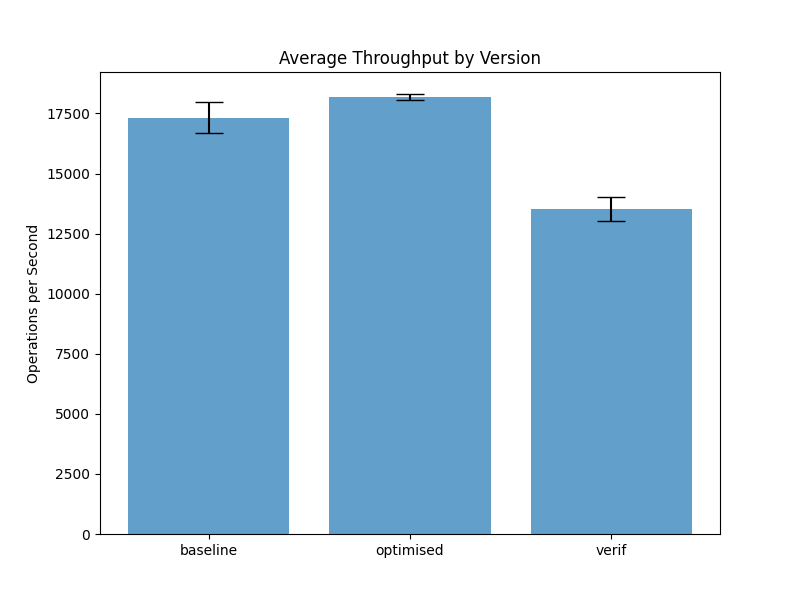 Average Throughput by Version
Operations per Second
17500
15000
12500
10000
7500
5000
2500
0
baseline optimised verif